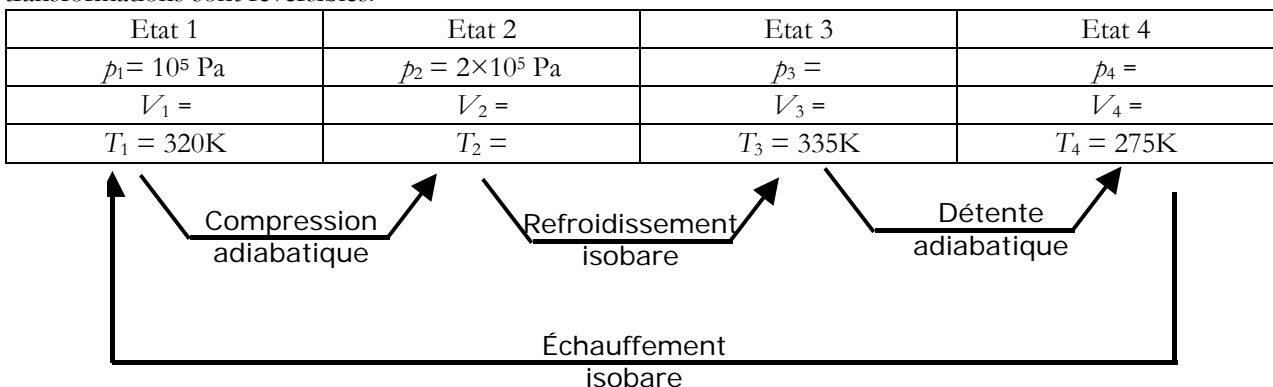 transformations sont réversibles.
Etat 1 Etat 2 Etat 3 Etat 4
p₁= 10⁵ Pa p₂ = 2×10⁵ Pa p₃ = p₄ =
V₁ = V₂ = V₃ = V₄ =
T₁ = 320K T₂ = T₃ = 335K T₄ = 275K
Compression
adiabatique
Refroidissement
isobare
Détente
adiabatique
Échauffement
isobare